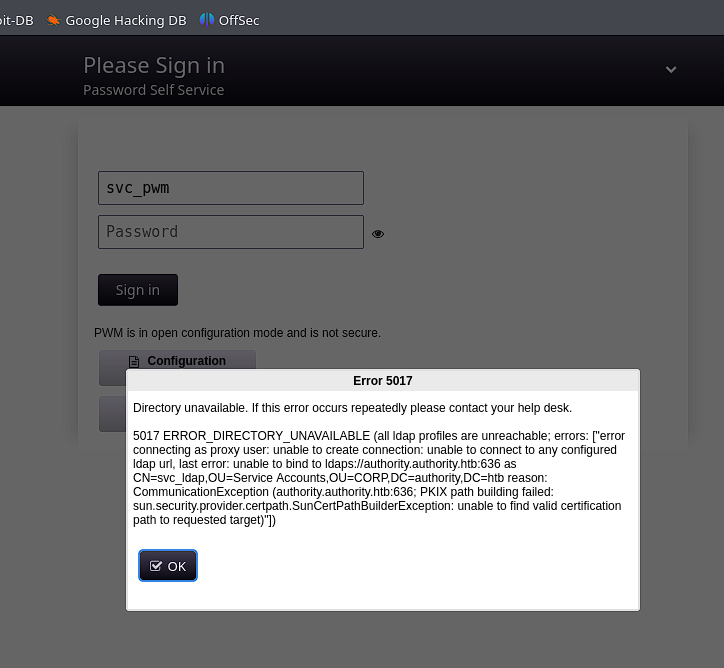 it-DB Google Hacking DB OffSec
Please Sign in
Password Self Service
svc_pwm
Password
Sign in
PWM is in open configuration mode and is not secure.
Configuration
Error 5017
Directory unavailable. If this error occurs repeatedly please contact your help desk.
5017 ERROR_DIRECTORY_UNAVAILABLE (all ldap profiles are unreachable; errors: ["error
connecting as proxy user: unable to create connection: unable to connect to any configured
ldap url, last error: unable to bind to ldaps://authority.authority.htb:636 as
CN=svc_ldap,OU=Service Accounts,OU=CORP,DC=authority,DC=htb reason:
CommunicationException (authority.authority.htb:636; PKIX path building failed:
sun.security.provider.certpath.SunCertPathBuilderException: unable to find valid certification
path to requested target)"])
OK